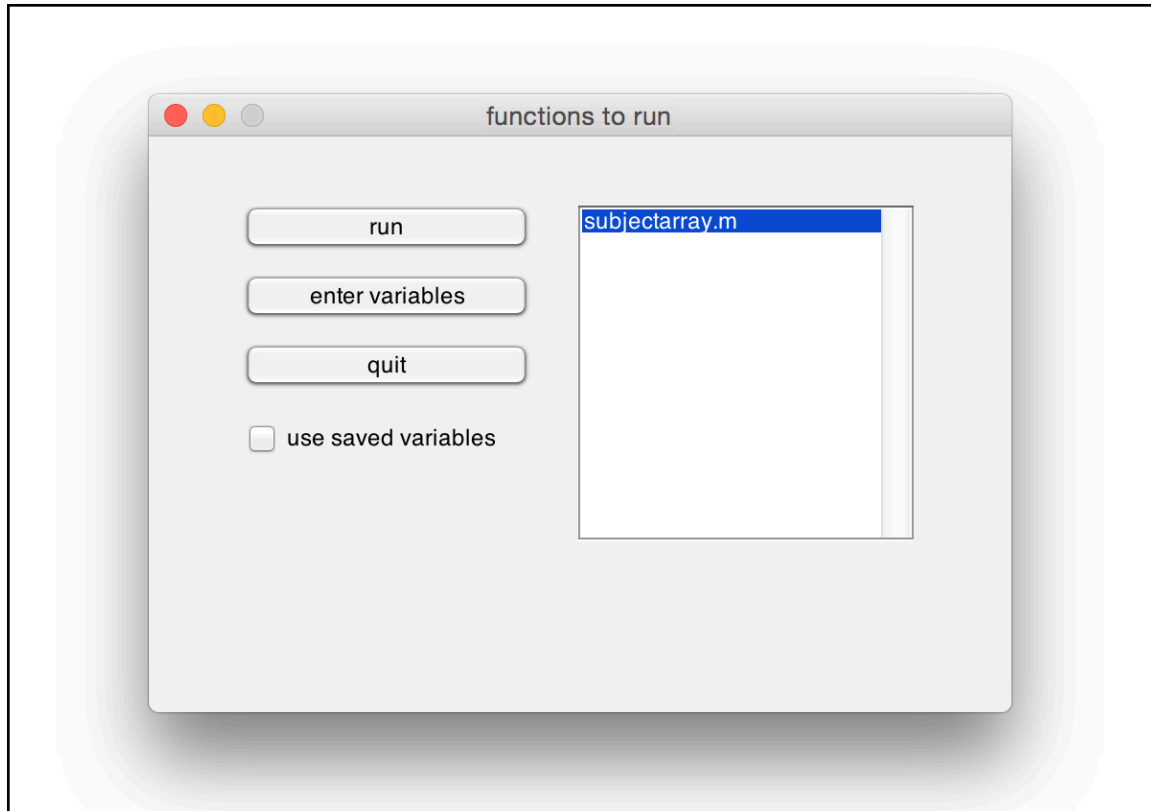 functions to run
run
enter variables
quit
use saved variables
subjectarray.m